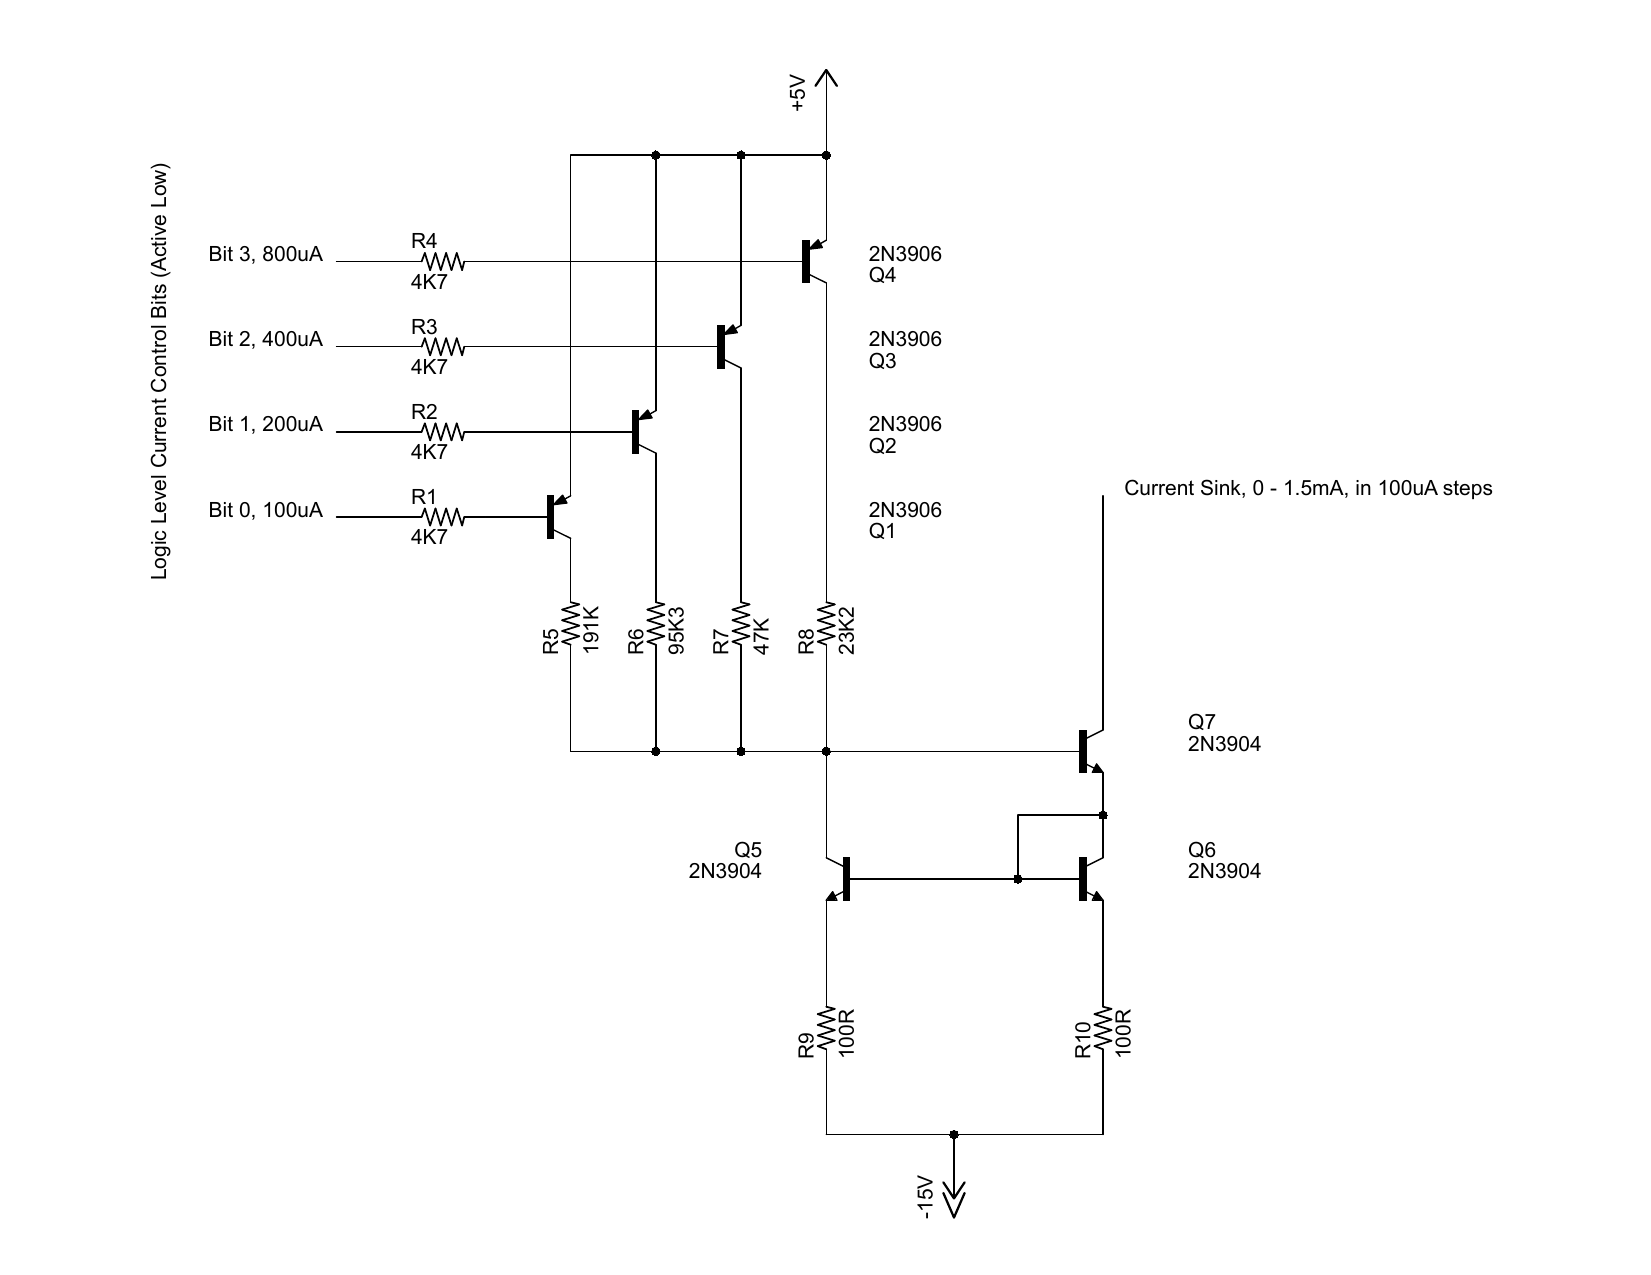 +5V
Logic Level Current Control Bits (Active Low)
Bit 3, 800uA
R4
4K7
2N3906
Q4
Bit 2, 400uA
R3
4K7
2N3906
Q3
Bit 1, 200uA
R2
4K7
2N3906
Q2
Bit 0, 100uA
R1
4K7
2N3906
Q1
Current Sink, 0 - 1.5mA, in 100uA steps
R5
191K
R6
95K3
R7
47K
R8
23K2
Q7
2N3904
Q5
2N3904
Q6
2N3904
R9
100R
R10
100R
-15V